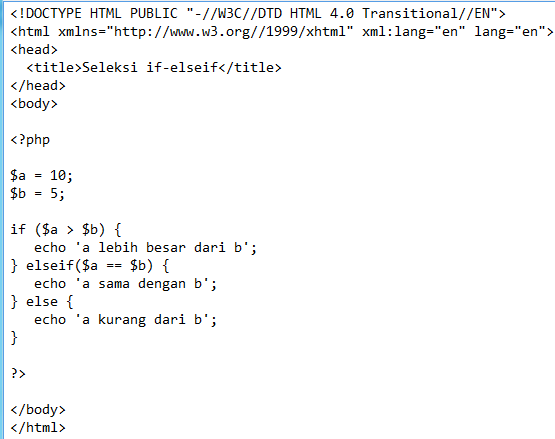 <!DOCTYPE HTML PUBLIC "-//W3C//DTD HTML 4.0 Transitional//EN">
<html xmlns="http://www.w3.org//1999/xhtml" xml:lang="en" lang="en">
<head>
  <title>Seleksi if-elseif</title>
</head>
<body>

<?php

$a = 10;
$b = 5;

if ($a > $b) {
   echo 'a lebih besar dari b';
} elseif($a == $b) {
   echo 'a sama dengan b';
} else {
   echo 'a kurang dari b';
}

?>

</body>
</html>